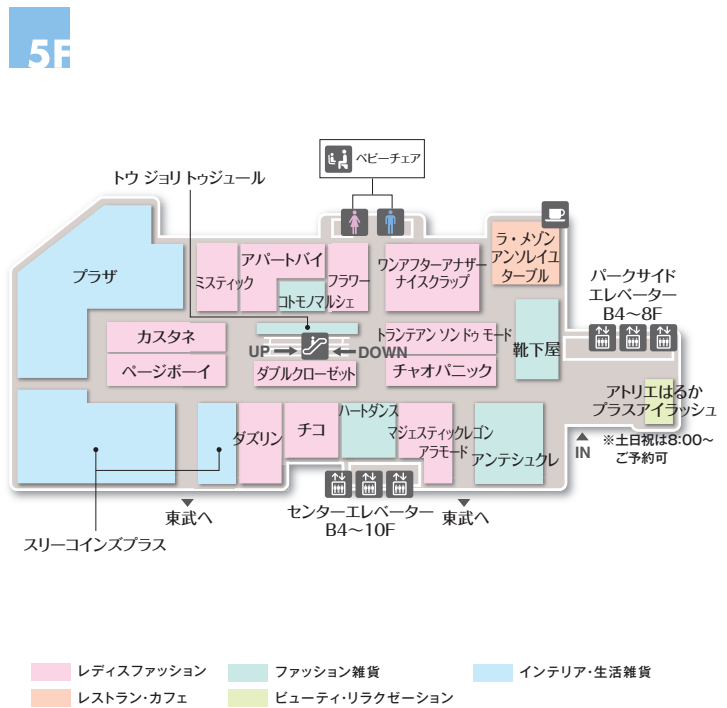 5F
ベビーチェア
トゥ ジョリ トゥジュール
プラザ
ミスティック
アパートバイ
フラワー
コトモノマルシェ
ワンアフターアナザー
ナイスクラップ
ラ・メゾン
アンソレイユ
ターブル
パークサイド
エレベーター
B4～8F
カスタネ
ページボーイ
UP
DOWN
ダブルクローゼット
トランテアン ソンドゥ モード
チャオパニック
靴下屋
アトリエはるか
プラスアイラッシュ
※土日祝は8:00～
ご予約可
IN
ダズリン
チコ
ハートダンス
マジェスティックレゴン
アラモード
アンテシュクレ
東武へ
センターエレベーター
B4～10F
東武へ
スリーコインズプラス
レディスファッション
ファッション雑貨
インテリア・生活雑貨
レストラン・カフェ
ビューティ・リラクゼーション